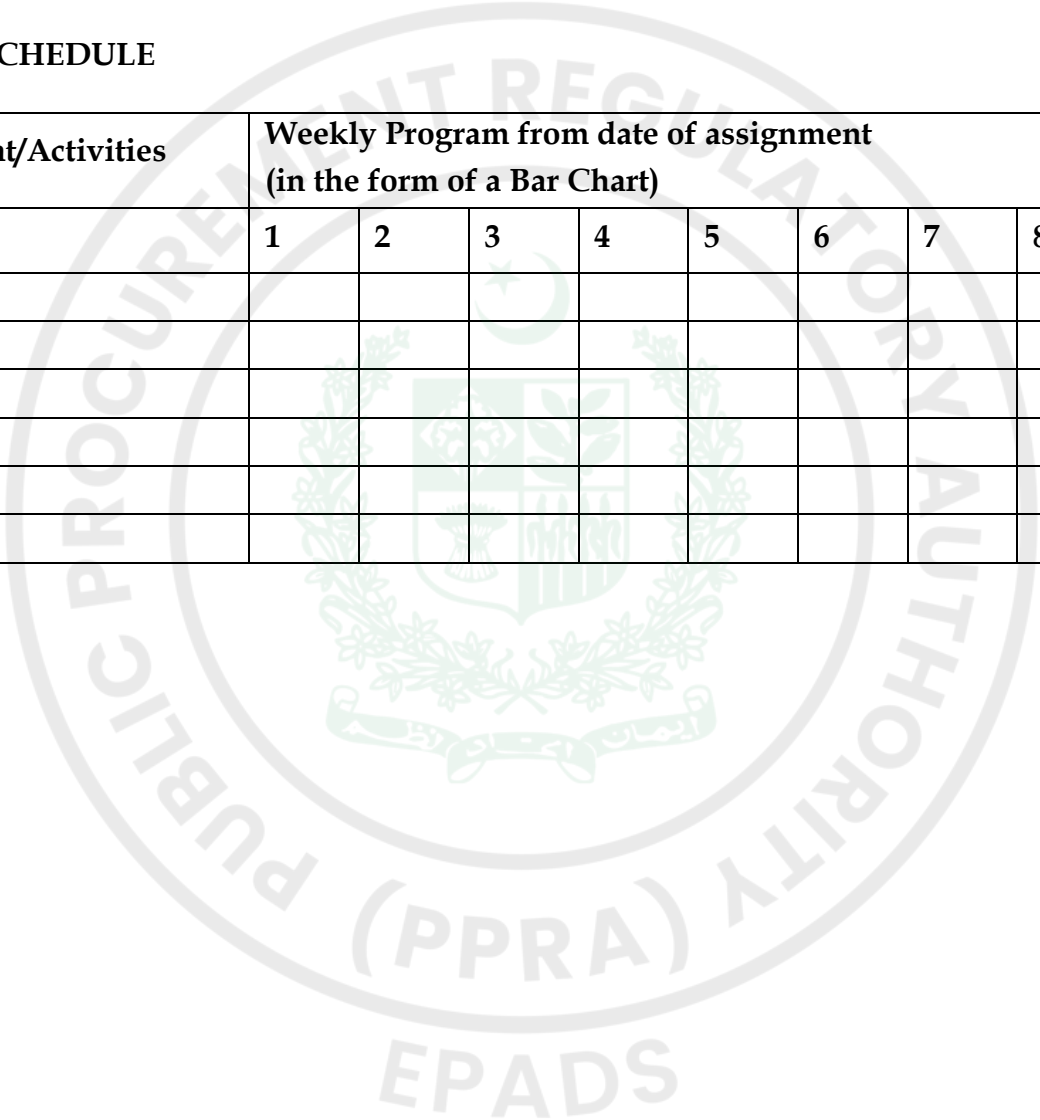 CHEDULE
nt/Activities
Weekly Program from date of assignment
(in the form of a Bar Chart)
1 2 3 4 5 6 7 8
PUBLIC PROCUREMENT REGULATORY AUTHORITY
(PPRA)
EPADS